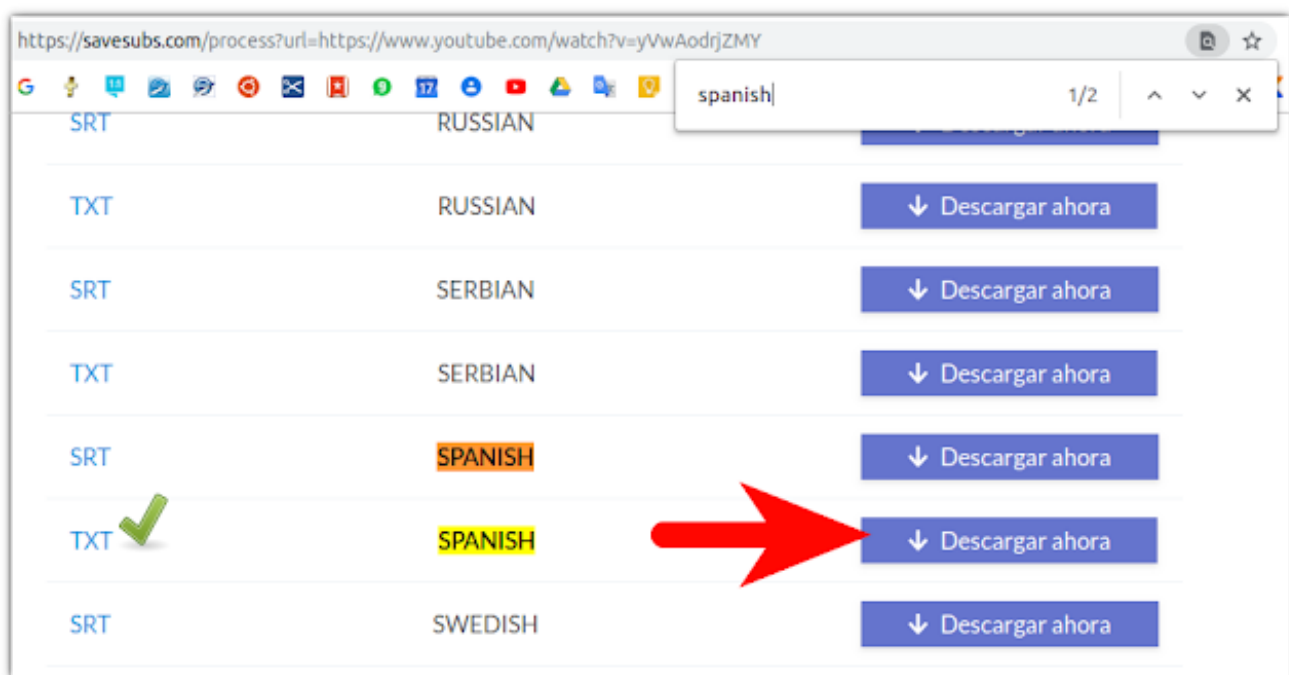 https://savesubs.com/process?url=https://www.youtube.com/watch?v=yVwAodrjZMY
spanish 1/2
SRT RUSSIAN Descargar ahora
TXT RUSSIAN Descargar ahora
SRT SERBIAN Descargar ahora
TXT SERBIAN Descargar ahora
SRT SPANISH Descargar ahora
TXT SPANISH Descargar ahora
SRT SWEDISH Descargar ahora